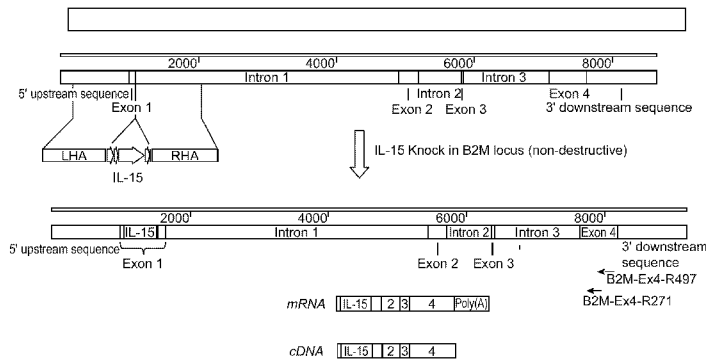 2000 4000 6000 8000
Intron 1 Intron 3
5' upstream sequence Intron 2 Exon 4
Exon 1 Exon 2 Exon 3 3' downstream sequence
LHA RHA
IL-15
IL-15 Knock in B2M locus (non-destructive)
2000 4000 6000 8000
IL-15 Intron 1 Intron 2 Intron 3 Exon 4
5' upstream sequence 3' downstream
Exon 1 Exon 2 Exon 3 sequence
B2M-Ex4-R497
B2M-Ex4-R271
mRNA IL-15 2 3 4 Poly(A)
cDNA IL-15 2 3 4